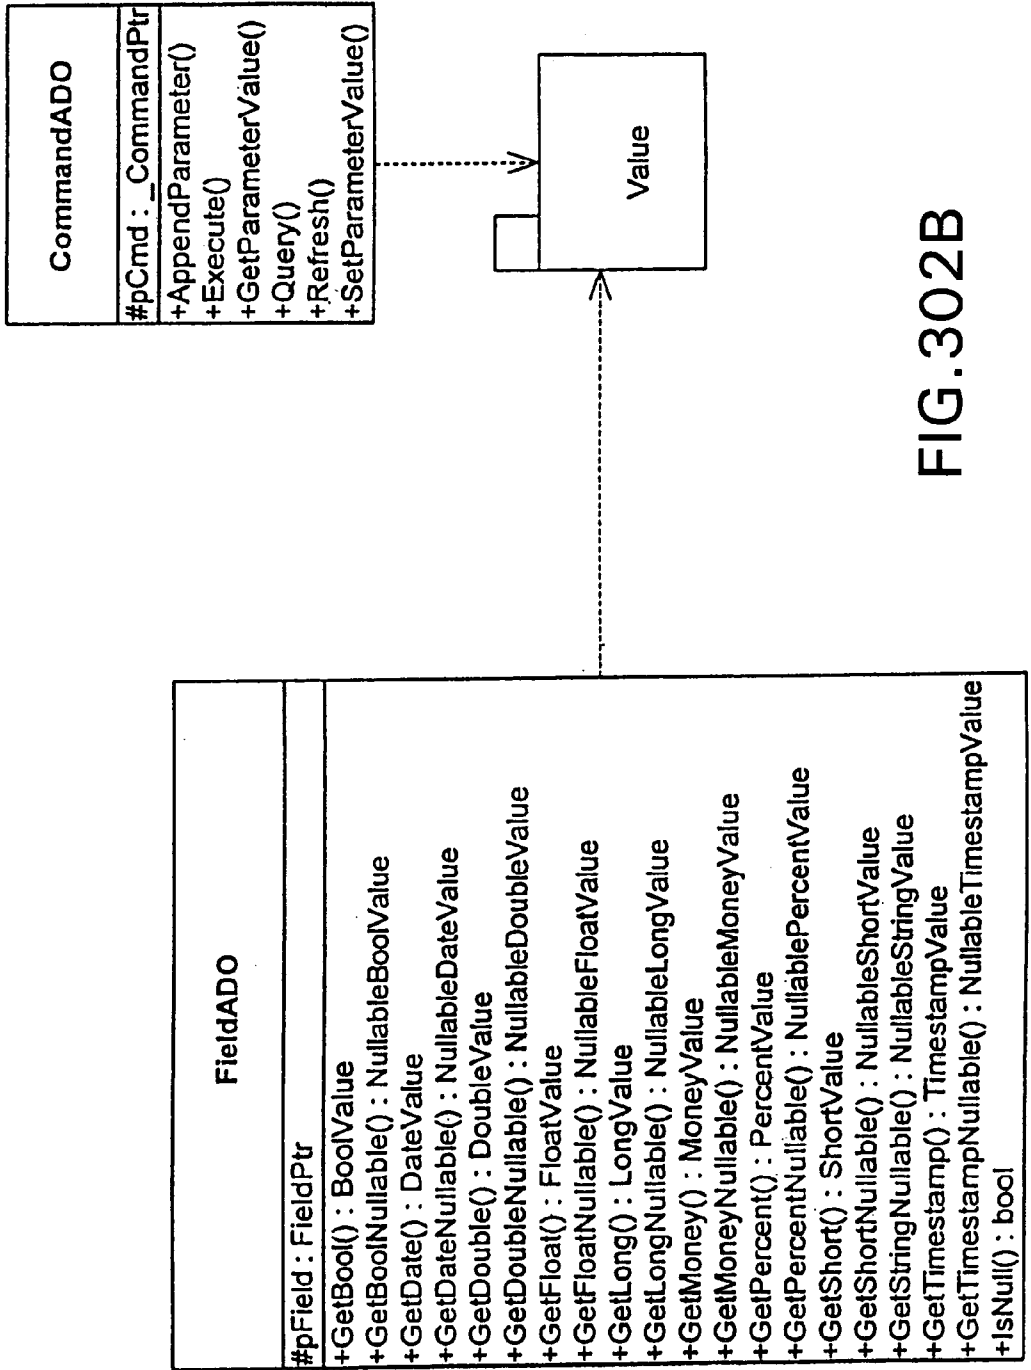 FieldADO
#pField : FieldPtr
+GetBool() : BoolValue
+GetBoolNullable() : NullableBoolValue
+GetDate() : DateValue
+GetDateNullable() : NullableDateValue
+GetDouble() : DoubleValue
+GetDoubleNullable() : NullableDoubleValue
+GetFloat() : FloatValue
+GetFloatNullable() : NullableFloatValue
+GetLong() : LongValue
+GetLongNullable() : NullableLongValue
+GetMoney() : MoneyValue
+GetMoneyNullable() : NullableMoneyValue
+GetPercent() : PercentValue
+GetPercentNullable() : NullablePercentValue
+GetShort() : ShortValue
+GetShortNullable() : NullableShortValue
+GetStringNullable() : NullableStringValue
+GetTimestamp() : TimestampValue
+GetTimestampNullable() : NullableTimestampValue
+IsNull() : bool
CommandADO
#pCmd : _CommandPtr
+AppendParameter()
+Execute()
+GetParameterValue()
+Query()
+Refresh()
+SetParameterValue()
Value
FIG.302B